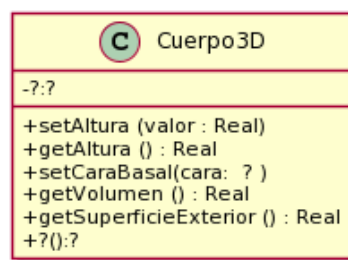 C Cuerpo3D
-?:?
+setAltura (valor : Real)
+getAltura () : Real
+setCaraBasal(cara: ? )
+getVolumen () : Real
+getSuperficieExterior () : Real
+?():?